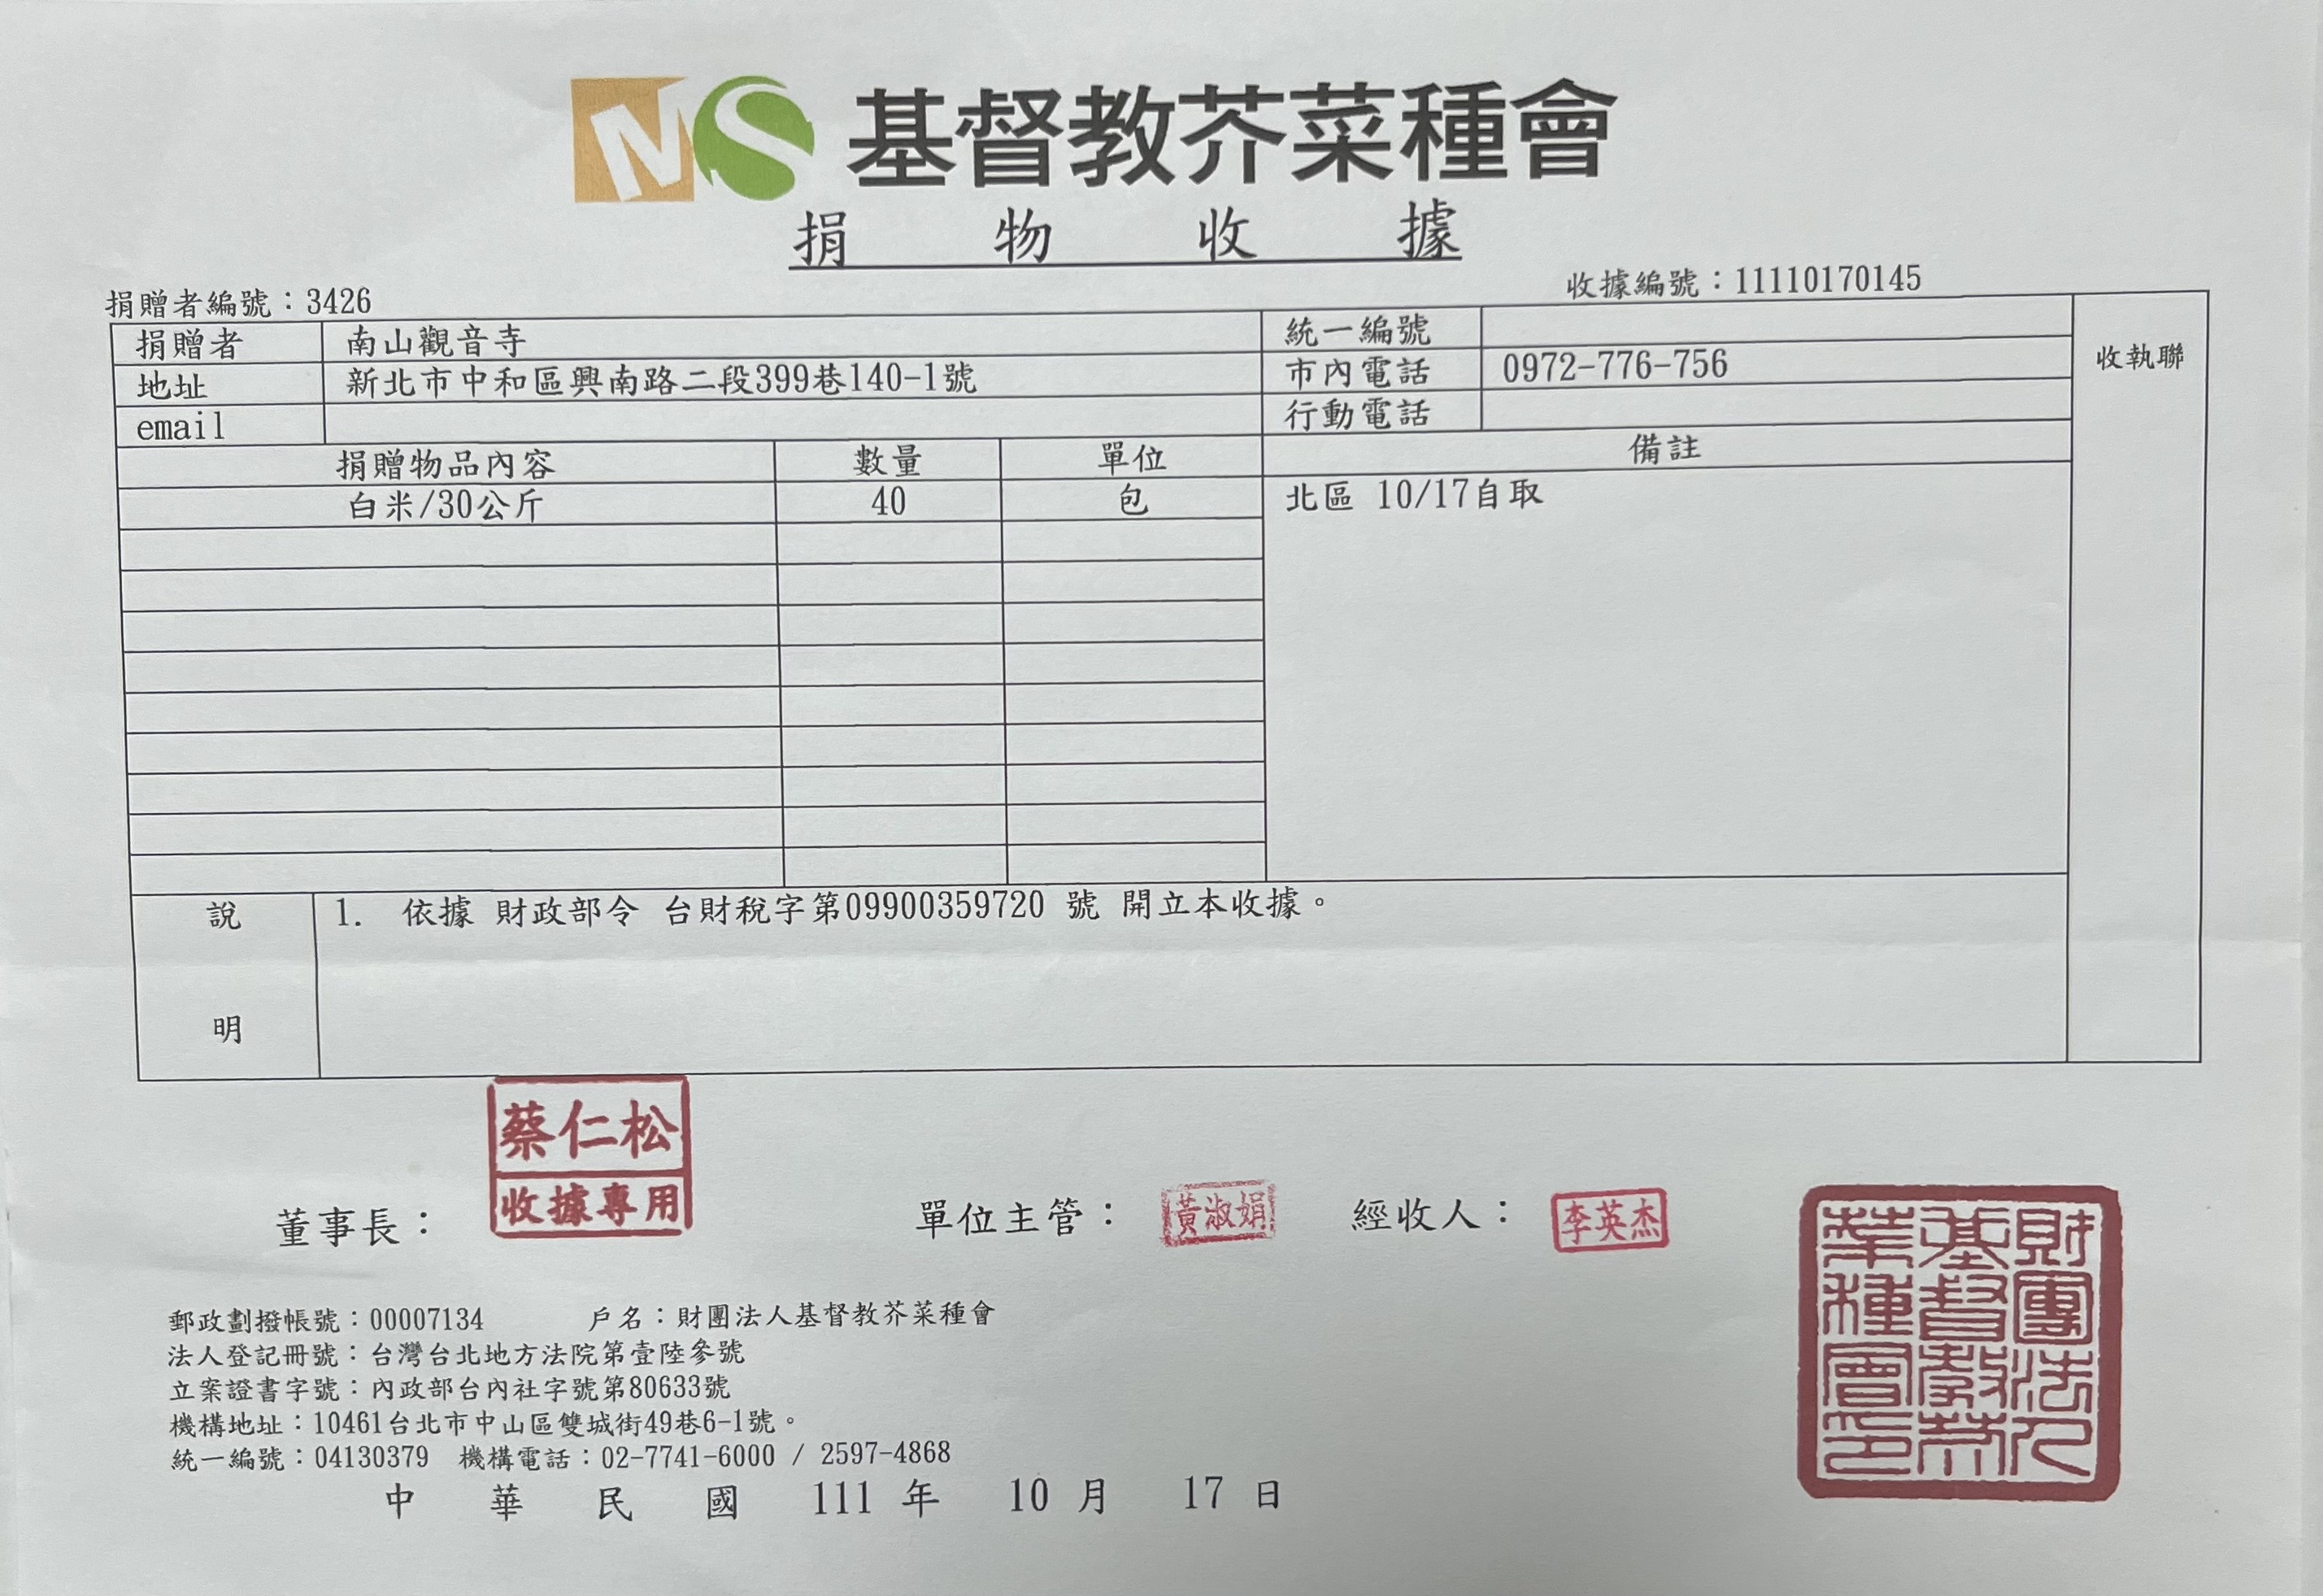 MS 基督教芥菜種會
捐物收據
捐贈者編號：3426 收據編號：11110170145
捐贈者 南山觀音寺 統一編號 收執聯
地址 新北市中和區興南路二段399巷140-1號 市內電話 0972-776-756
email 行動電話
捐贈物品內容 數量 單位 備註
白米/30公斤 40 包 北區 10/17自取
說明 1. 依據 財政部令 台財稅字第09900359720 號 開立本收據。
蔡仁松
收據專用
董事長： 單位主管： 黃淑娟 經收人： 李英杰
財團法人基督教芥菜種會印
郵政劃撥帳號：00007134 戶名：財團法人基督教芥菜種會
法人登記冊號：台灣台北地方法院第壹陸參號
立案證書字號：內政部台內社字號第80633號
機構地址：10461台北市中山區雙城街49巷6-1號。
統一編號：04130379 機構電話：02-7741-6000 / 2597-4868
中華民國 111 年 10 月 17 日